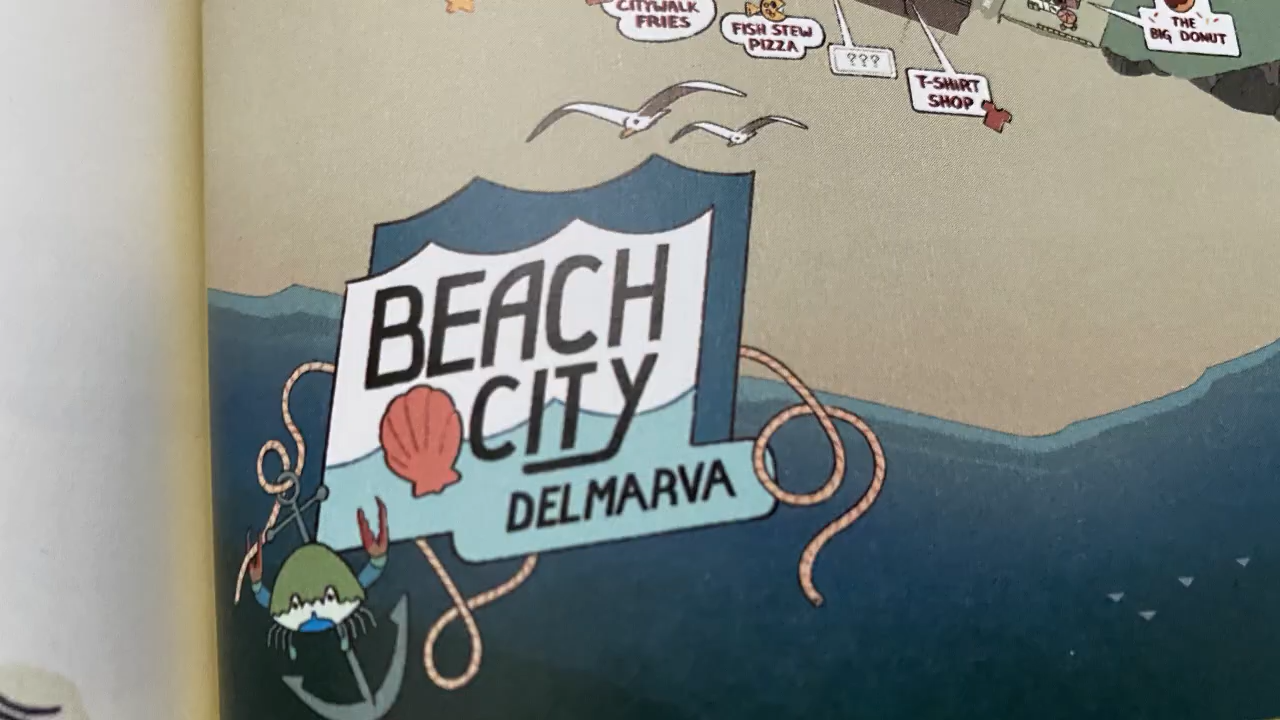 CITYWALK
FRIES
FISH STEW
PIZZA
???
T-SHIRT
SHOP
THE
BIG DONUT
BEACH
CITY
DELMARVA